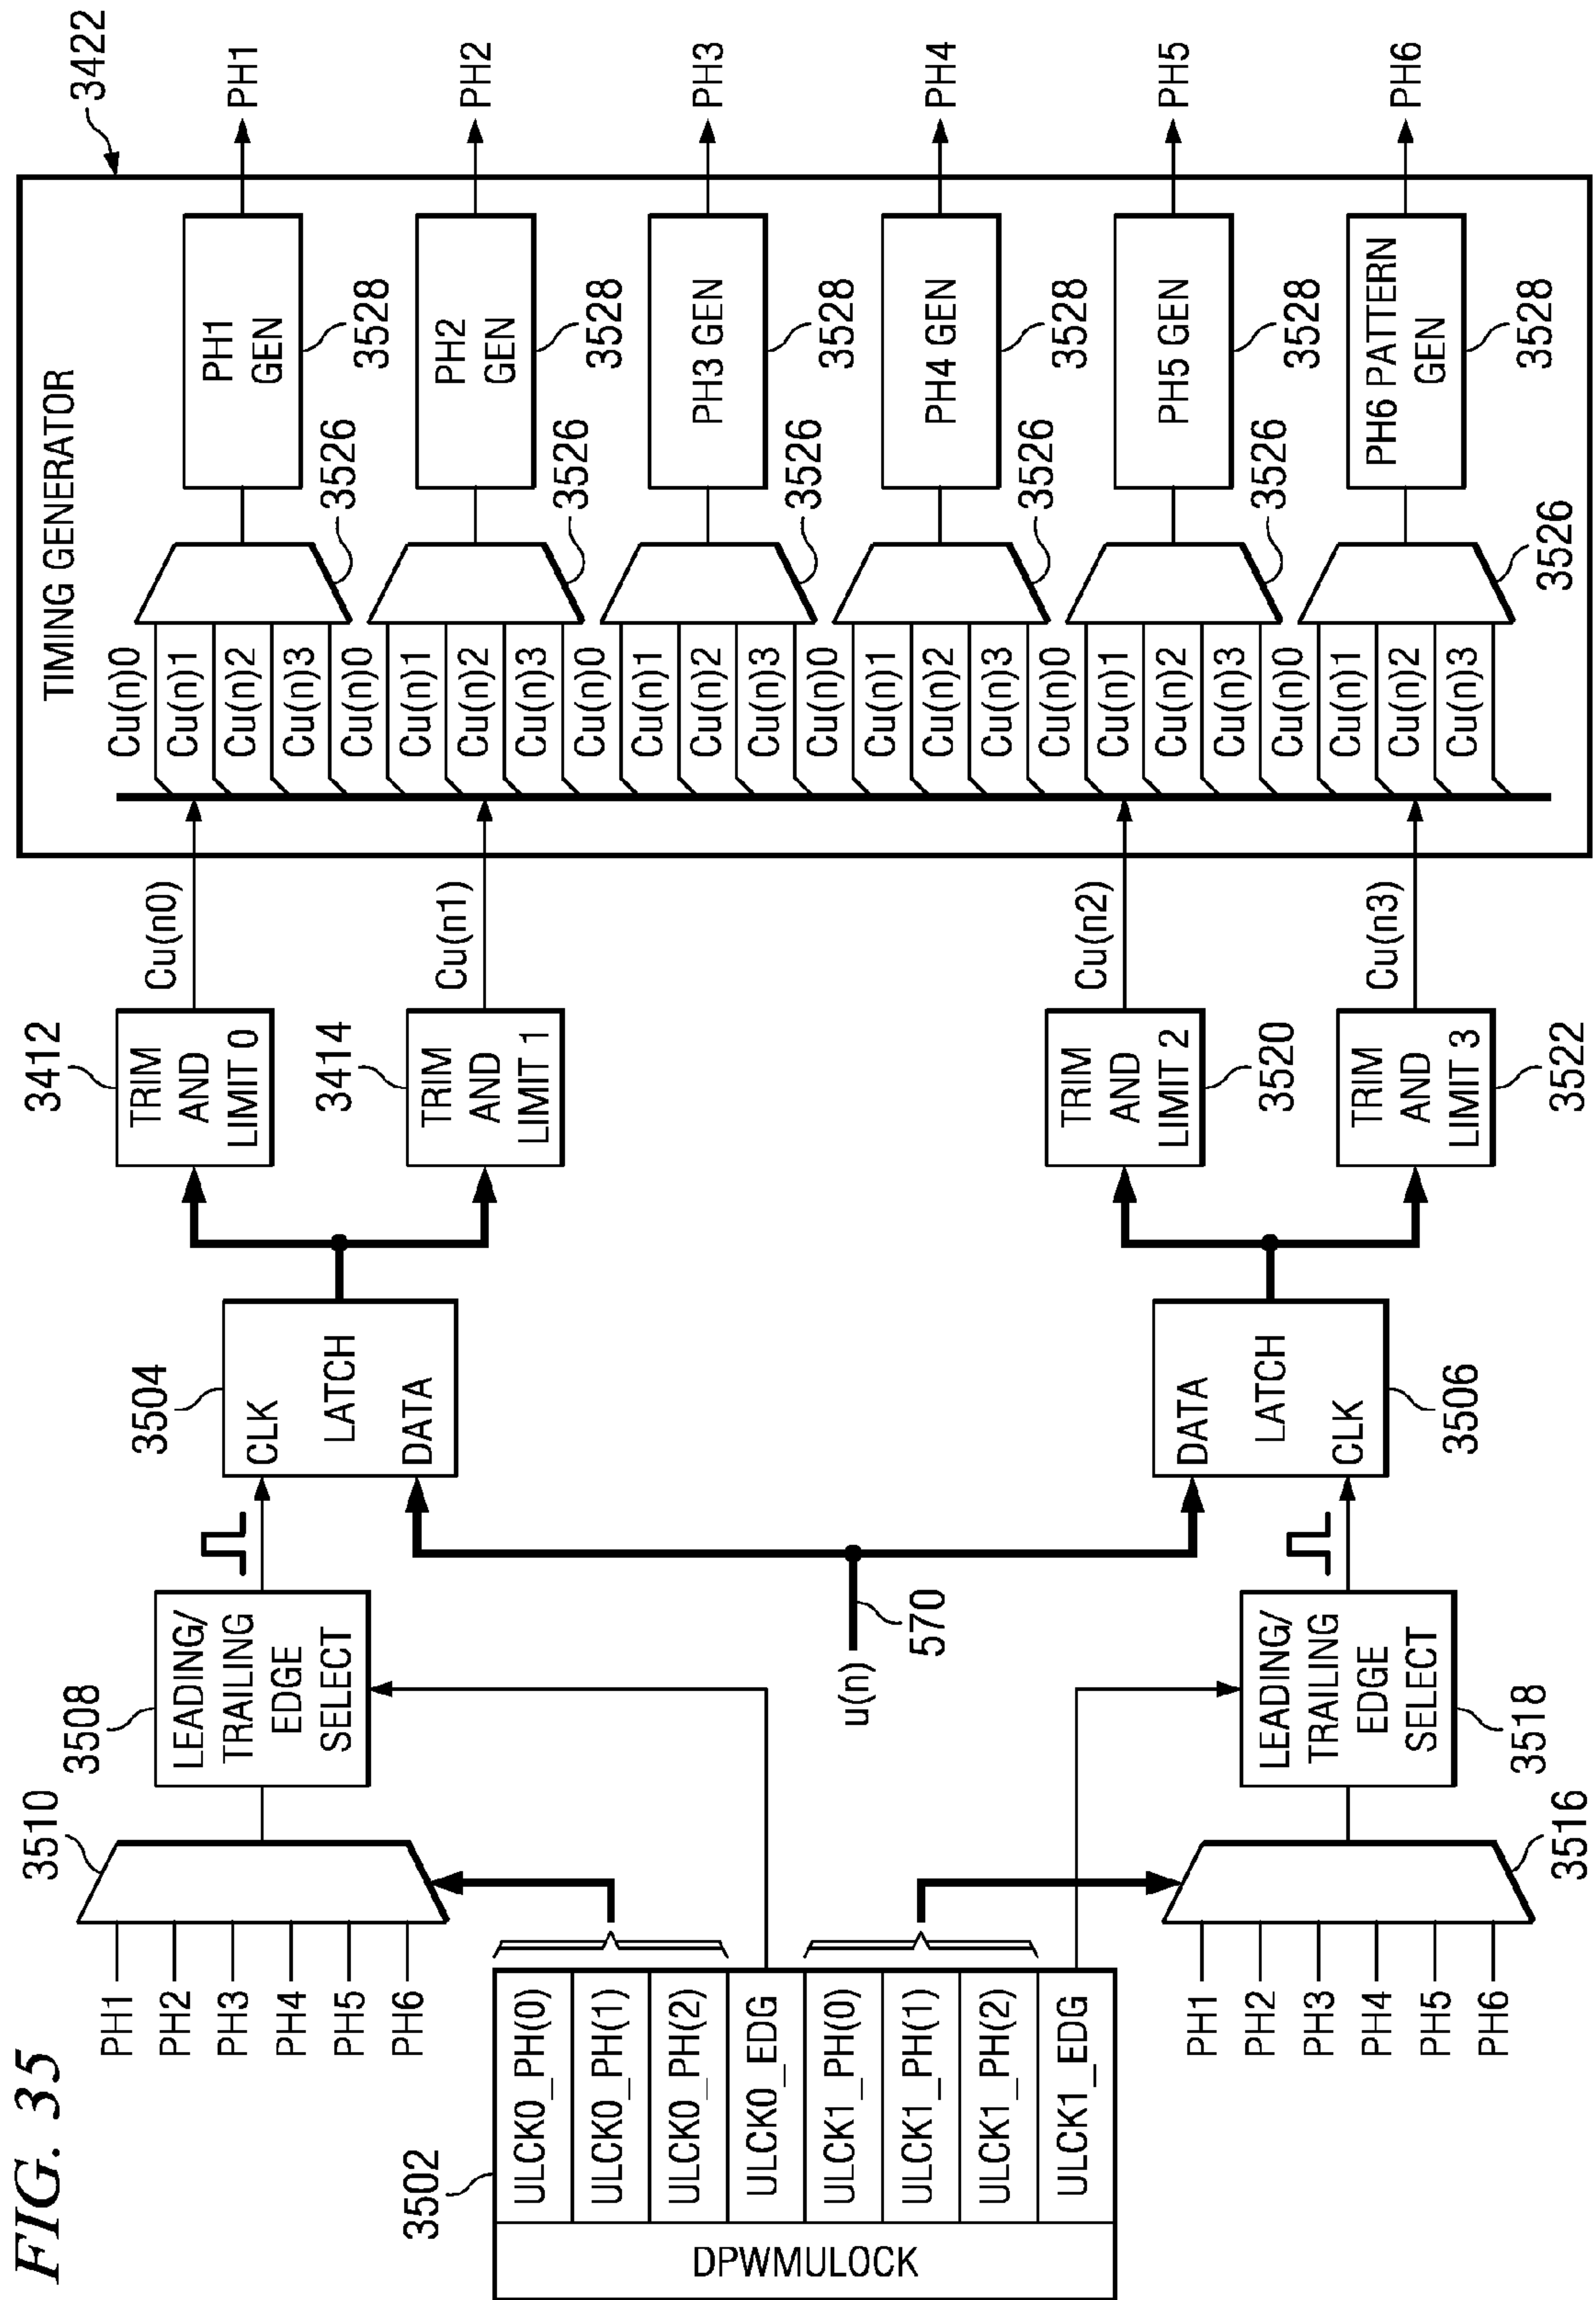 FIG. 35
3502
DPWMULOCK
ULCK0_PH(0)
ULCK0_PH(1)
ULCK0_PH(2)
ULCK0_EDG
ULCK1_PH(0)
ULCK1_PH(1)
ULCK1_PH(2)
ULCK1_EDG
PH1
PH2
PH3
PH4
PH5
PH6
3510
PH1
PH2
PH3
PH4
PH5
PH6
3516
3508
LEADING/
TRAILING
EDGE
SELECT
LEADING/
TRAILING
EDGE
SELECT
3518
u(n)
570
3504
CLK
LATCH
DATA
DATA
LATCH
CLK
3506
3412
TRIM
AND
LIMIT 0
3414
TRIM
AND
LIMIT 1
TRIM
AND
LIMIT 2
3520
TRIM
AND
LIMIT 3
3522
Cu(n0)
Cu(n1)
Cu(n2)
Cu(n3)
TIMING GENERATOR
3422
Cu(n)0
Cu(n)1
Cu(n)2
Cu(n)3
Cu(n)0
Cu(n)1
Cu(n)2
Cu(n)3
Cu(n)0
Cu(n)1
Cu(n)2
Cu(n)3
Cu(n)0
Cu(n)1
Cu(n)2
Cu(n)3
Cu(n)0
Cu(n)1
Cu(n)2
Cu(n)3
Cu(n)0
Cu(n)1
Cu(n)2
Cu(n)3
3526
3526
3526
3526
3526
3526
PH1
GEN
3528
PH2
GEN
3528
PH3 GEN
3528
PH4 GEN
3528
PH5 GEN
3528
PH6 PATTERN
GEN
3528
PH1
PH2
PH3
PH4
PH5
PH6